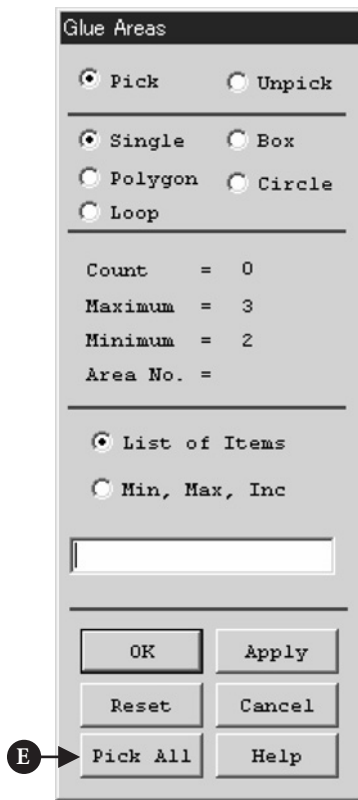 Glue Areas
Pick Unpick
Single Box
Polygon Circle
Loop
Count = 0
Maximum = 3
Minimum = 2
Area No. =
List of Items
Min, Max, Inc
OK Apply
Reset Cancel
E Pick All Help